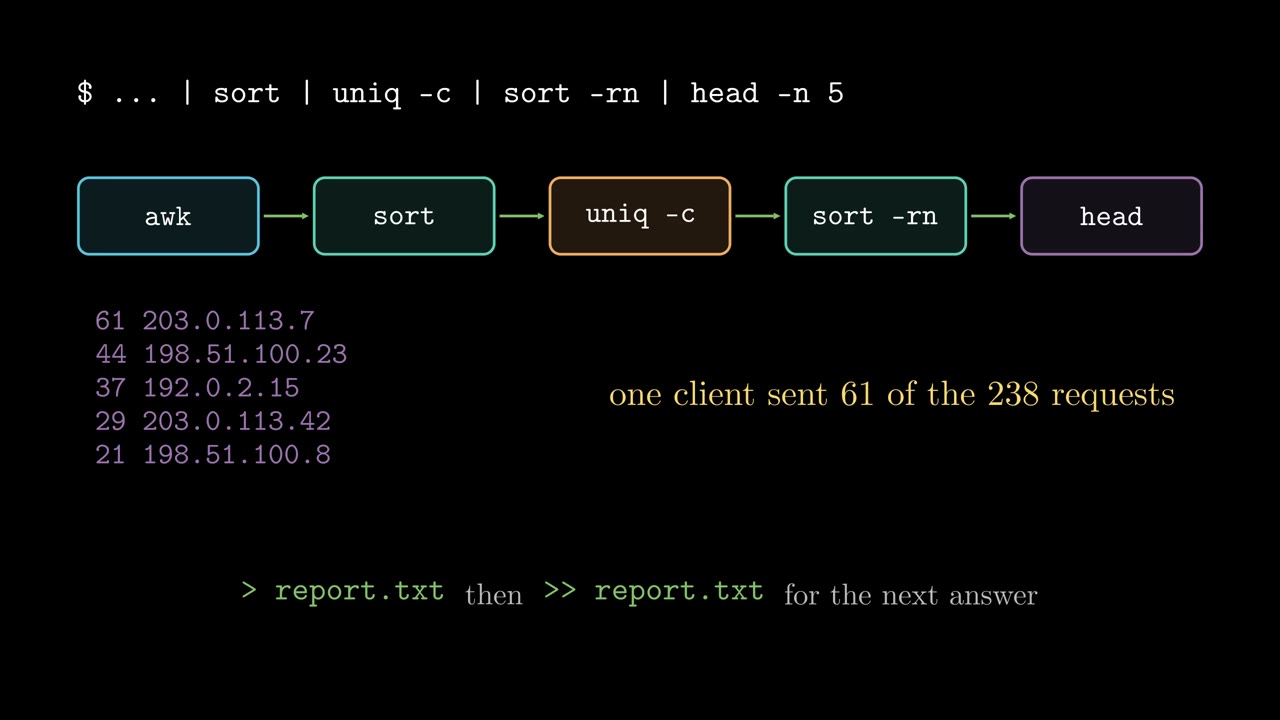 $ ... | sort | uniq -c | sort -rn | head -n 5
awk sort uniq -c sort -rn head
61 203.0.113.7
44 198.51.100.23
37 192.0.2.15
29 203.0.113.42
21 198.51.100.8
one client sent 61 of the 238 requests
> report.txt then >> report.txt for the next answer